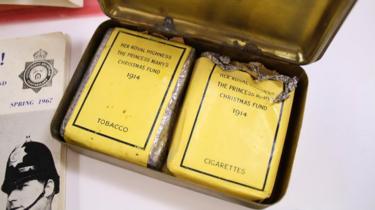 !
SPRING 1967
HER ROYAL HIGHNESS
THE PRINCESS MARY'S
CHRISTMAS FUND
1914
TOBACCO
HER ROYAL HIGHNESS
THE PRINCESS MARY'S
CHRISTMAS FUND
1914
CIGARETTES